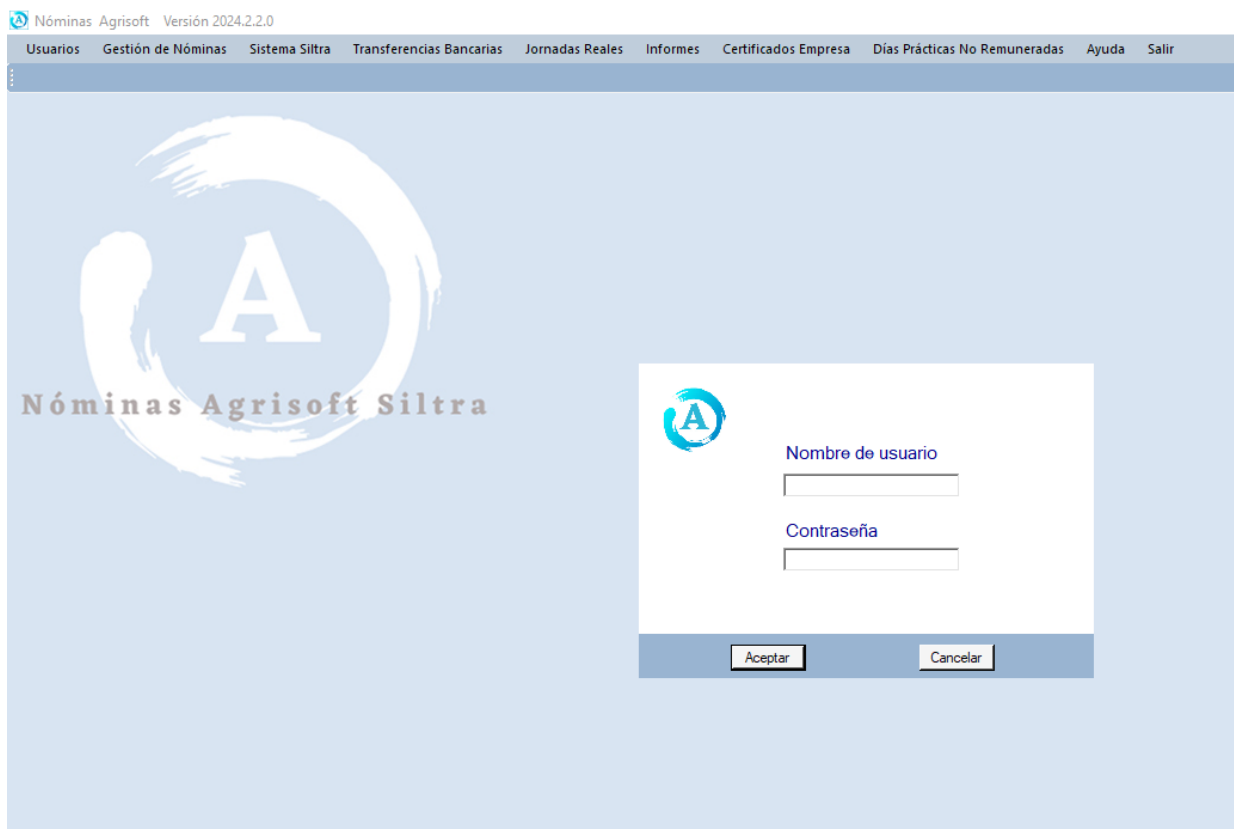 Nóminas Agrisoft Versión 2024.2.2.0
Usuarios Gestión de Nóminas Sistema Siltra Transferencias Bancarias Jornadas Reales Informes Certificados Empresa Días Prácticas No Remuneradas Ayuda Salir
A
Nóminas Agrisoft Siltra
A
Nombre de usuario
Contraseña
Aceptar Cancelar